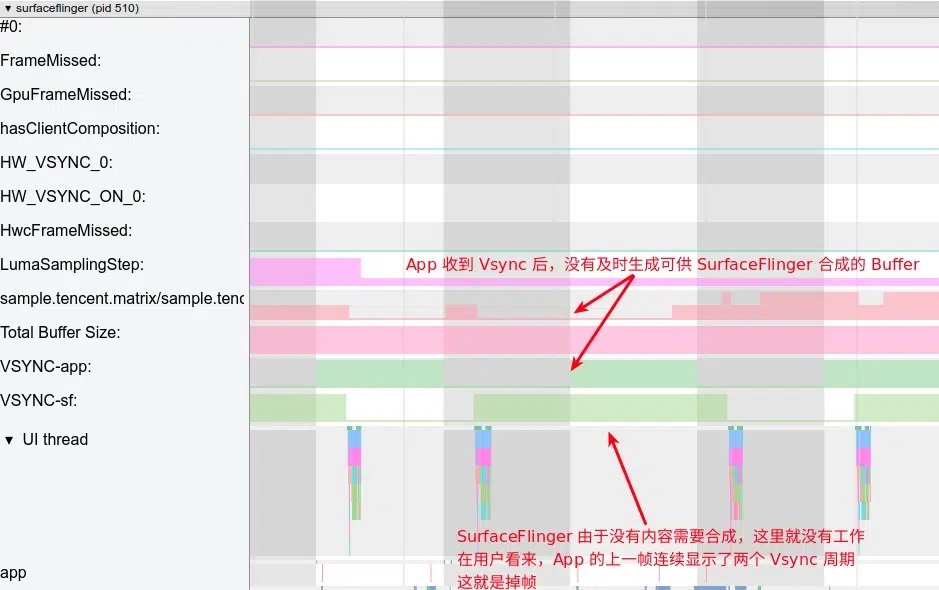 ▼ surfaceflinger (pid 510)
#0:
FrameMissed:
GpuFrameMissed:
hasClientComposition:
HW_VSYNC_0:
HW_VSYNC_ON_0:
HwcFrameMissed:
LumaSamplingStep:
App 收到 Vsync 后，没有及时生成可供 SurfaceFlinger 合成的 Buffer
sample.tencent.matrix/sample.tenc
Total Buffer Size:
VSYNC-app:
VSYNC-sf:
▼ UI thread
SurfaceFlinger 由于没有内容需要合成，这里就没有工作
在用户看来，App 的上一帧连续显示了两个 Vsync 周期
这就是掉帧
app